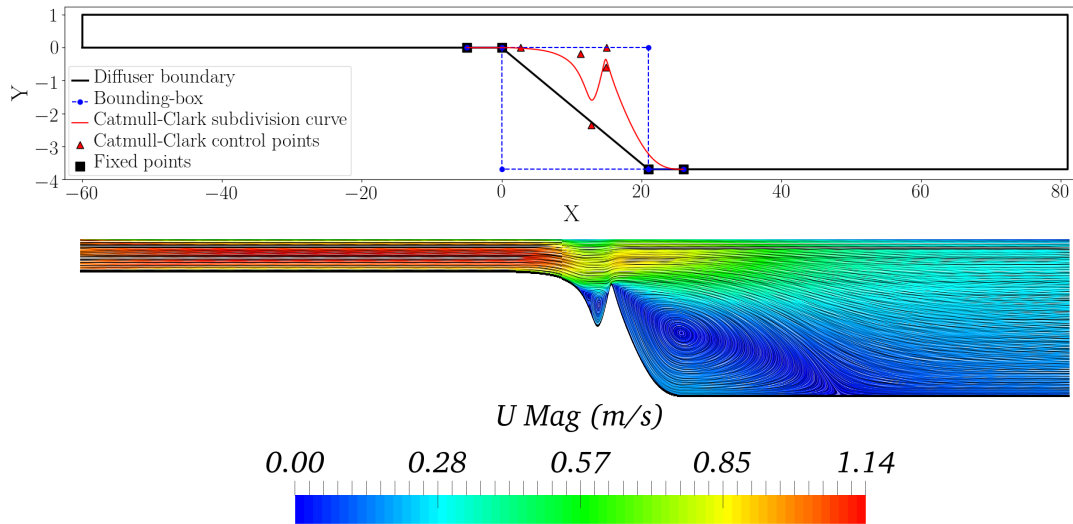 1
0
−1
−2
−3
−4
Y
Diffuser boundary
Bounding-box
Catmull-Clark subdivision curve
Catmull-Clark control points
Fixed points
−60 −40 −20 0 20 40 60 80
X
U Mag (m/s)
0.00 0.28 0.57 0.85 1.14